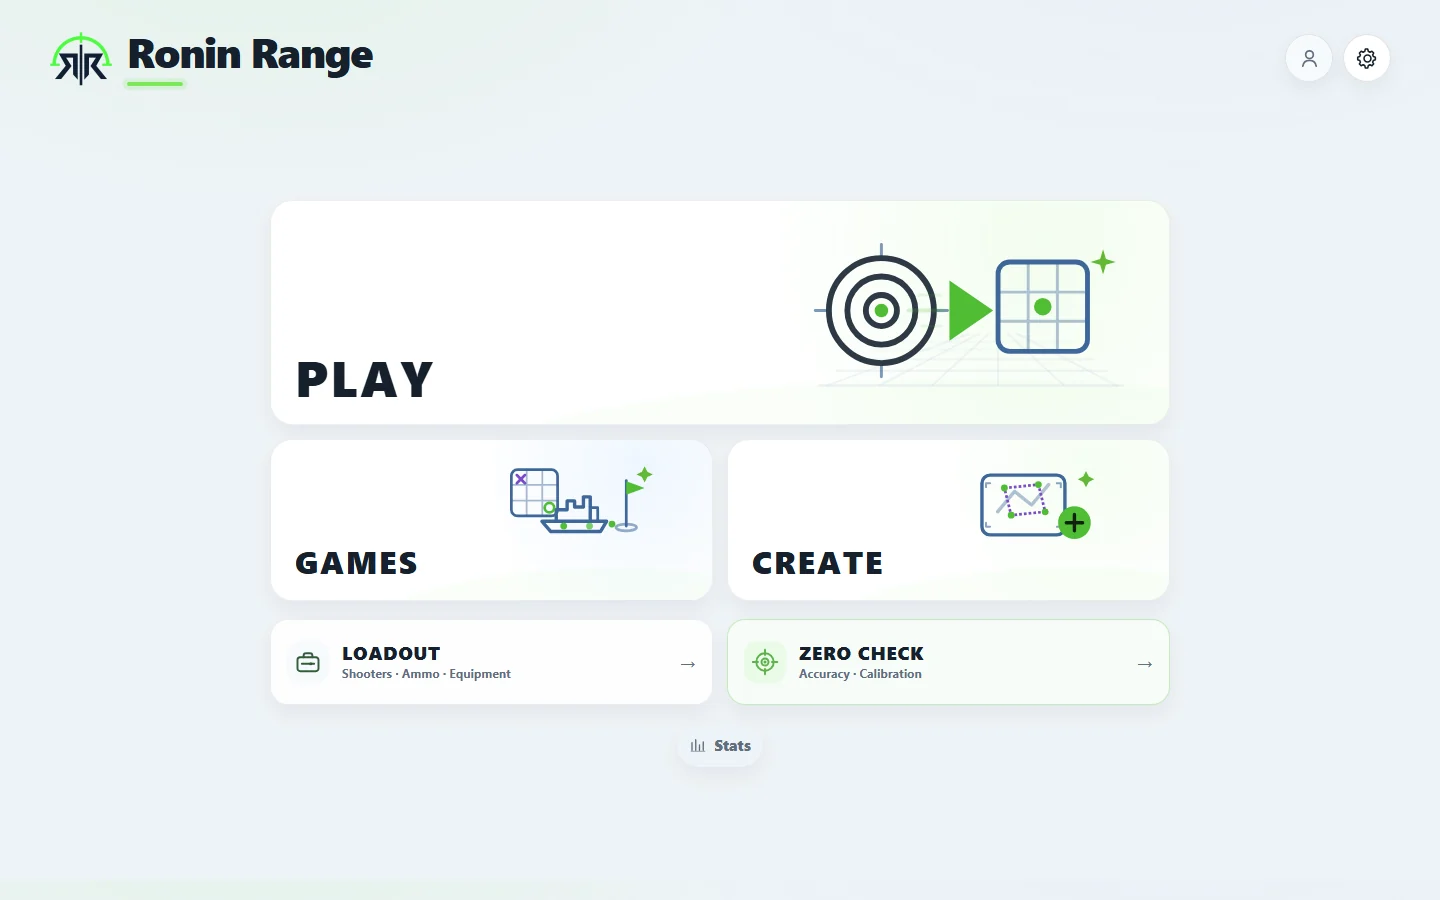 Ronin Range
PLAY
GAMES
CREATE
LOADOUT
Shooters · Ammo · Equipment
→
ZERO CHECK
Accuracy · Calibration
→
Stats